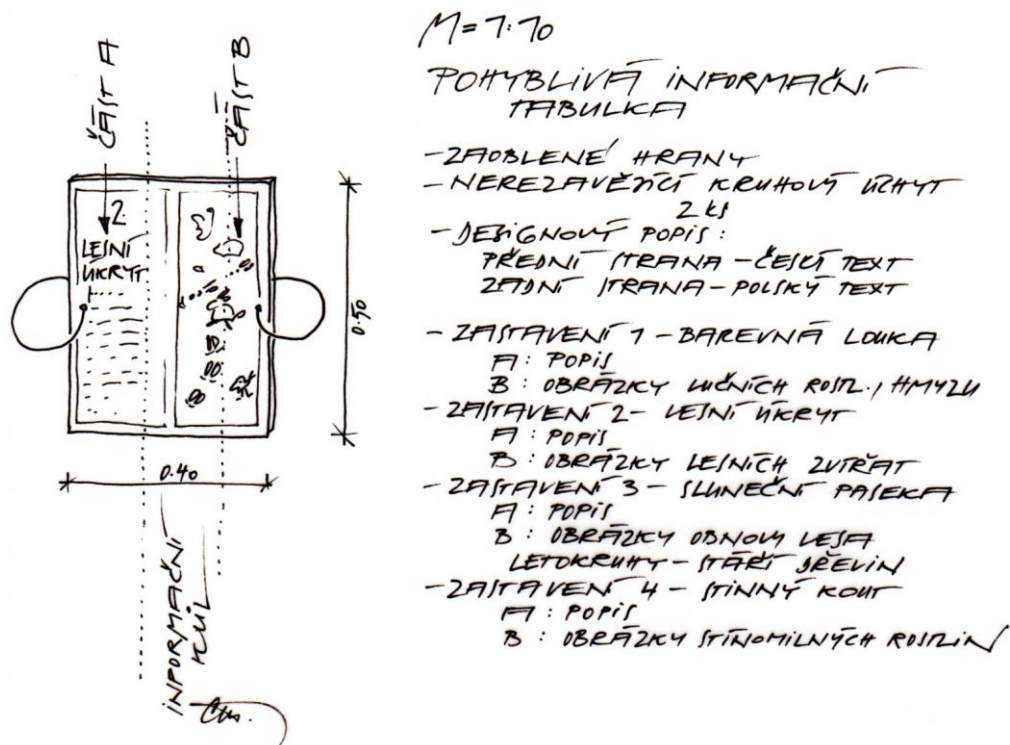 ČÁST A
ČÁST B
2.
LESNÍ
ÚKRYT
0.50
0.40
INFORMAČNÍ
KŮL
M=1:10
POHYBLIVÁ INFORMAČNÍ
TABULKA
-ZAOBLENÉ HRANY
-NEREZAVĚJÍCÍ KRUHOVÝ ÚCHYT
2 KS
-DESIGNOVÝ POPIS:
PŘEDNÍ STRANA-ČESKÝ TEXT
ZADNÍ STRANA-POLSKÝ TEXT
-ZASTAVENÍ 1-BAREVNÁ LOUKA
A: POPIS
B: OBRÁZKY LUČNÍCH ROSTL., HMYZU
-ZASTAVENÍ 2- LESNÍ ÚKRYT
A: POPIS
B: OBRÁZKY LESNÍCH ZVÍŘAT
-ZASTAVENÍ 3-SLUNEČNÍ PASEKA
A: POPIS
B: OBRÁZKY OBNOVY LESA
LETOKRUHY-STÁŘÍ DŘEVIN
-ZASTAVENÍ 4-STINNÝ KOUT
A: POPIS
B: OBRÁZKY STÍNOMILNÝCH ROSTLIN